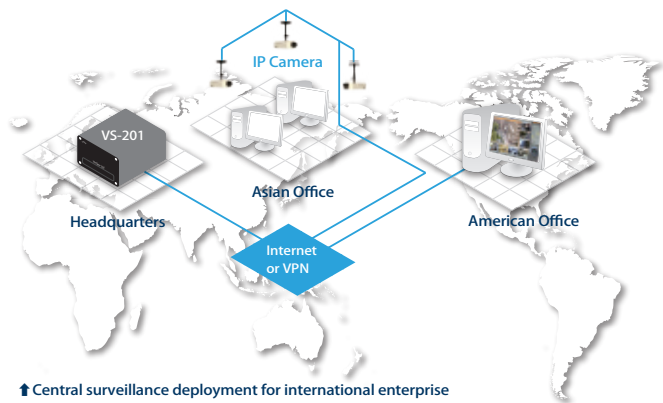 IP Camera
VS-201
Asian Office
Headquarters
American Office
Internet
or VPN
⬆ Central surveillance deployment for international enterprise